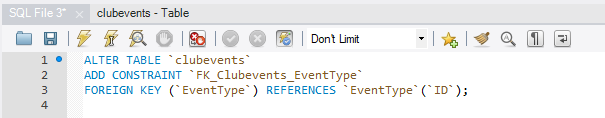 SQL File 3* clubevents - Table
Don't Limit
1 ALTER TABLE `clubevents`
2 ADD CONSTRAINT `FK_Clubevents_EventType`
3 FOREIGN KEY (`EventType`) REFERENCES `EventType`(`ID`);
4